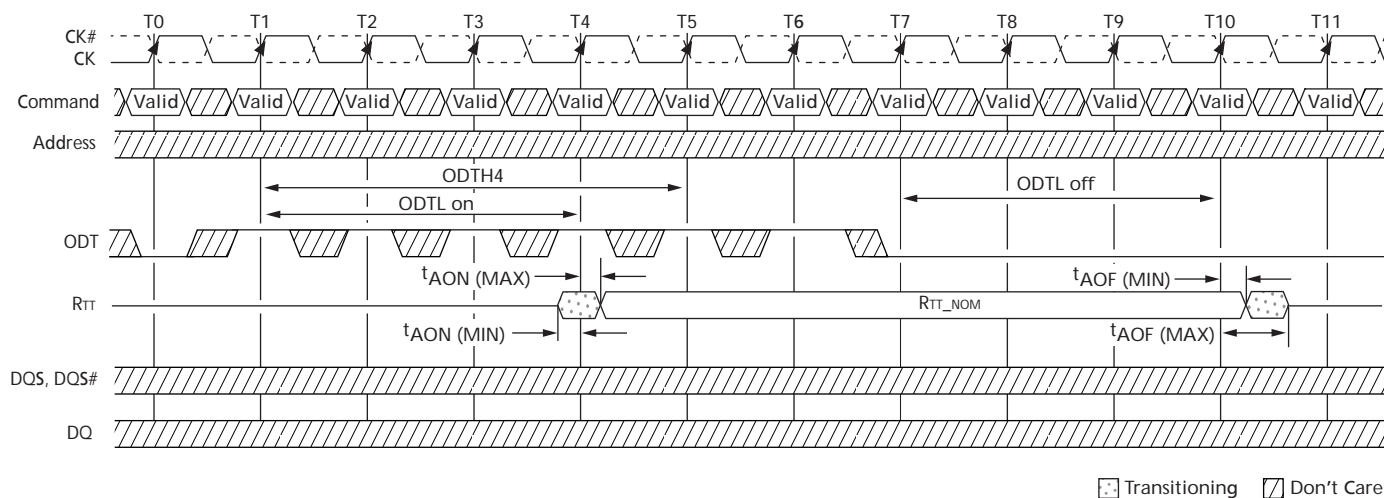 T0 T1 T2 T3 T4 T5 T6 T7 T8 T9 T10 T11
CK#
CK
Command Valid Valid Valid Valid Valid Valid Valid Valid Valid Valid Valid Valid
Address
ODTH4
ODTL off
ODTL on
ODT
tAON (MAX) tAOF (MIN)
RTT RTT_NOM
tAON (MIN) tAOF (MAX)
DQS, DQS#
DQ
Transitioning Don't Care